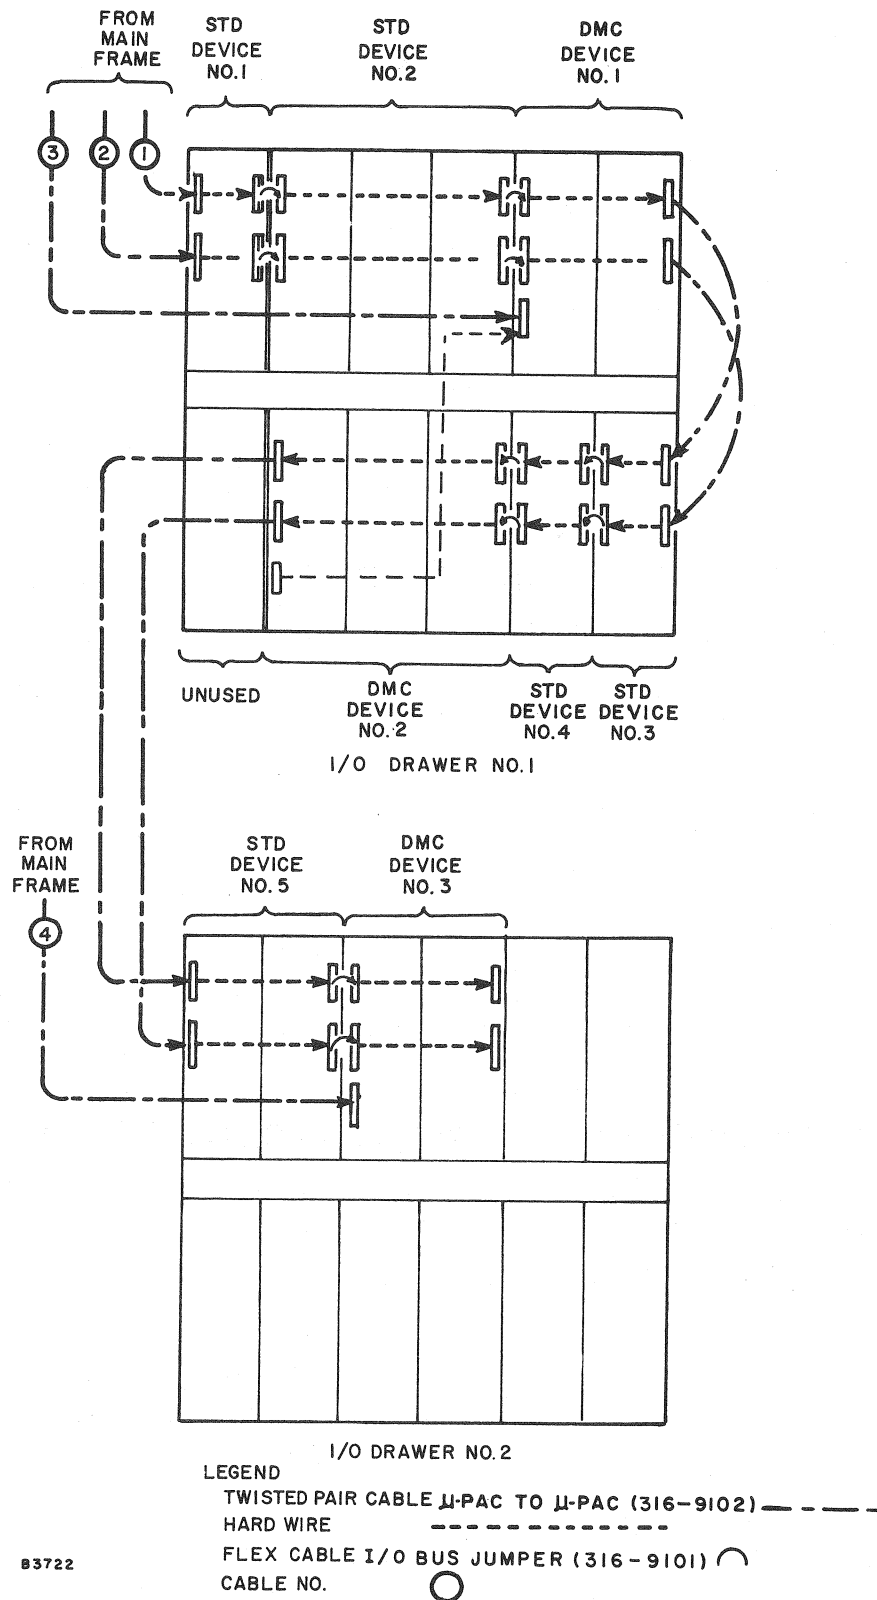 FROM
MAIN
FRAME
STD
DEVICE
NO.1
STD
DEVICE
NO.2
DMC
DEVICE
NO.1
3
2
1
UNUSED
DMC
DEVICE
NO.2
STD
DEVICE
NO.4
STD
DEVICE
NO.3
I/O DRAWER NO.1
FROM
MAIN
FRAME
4
STD
DEVICE
NO.5
DMC
DEVICE
NO.3
I/O DRAWER NO.2
LEGEND
TWISTED PAIR CABLE μ-PAC TO μ-PAC (316-9102)
HARD WIRE
FLEX CABLE I/O BUS JUMPER (316-9101)
CABLE NO.
B3722